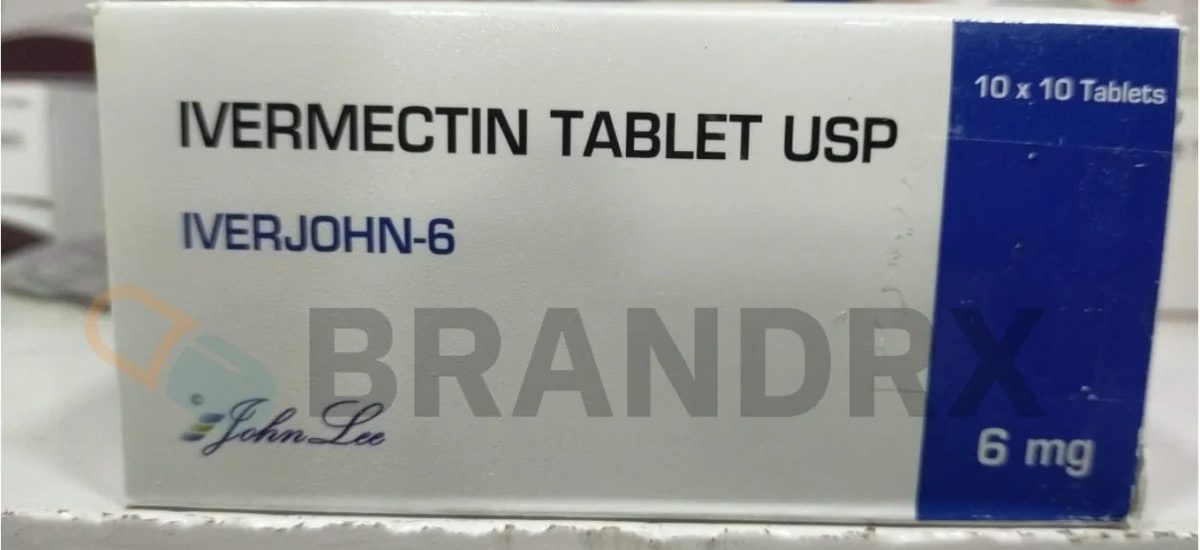 10 x 10 Tablets
IVERMECTIN TABLET USP
IVERJOHN-6
BRANDRX
John Lee
6 mg